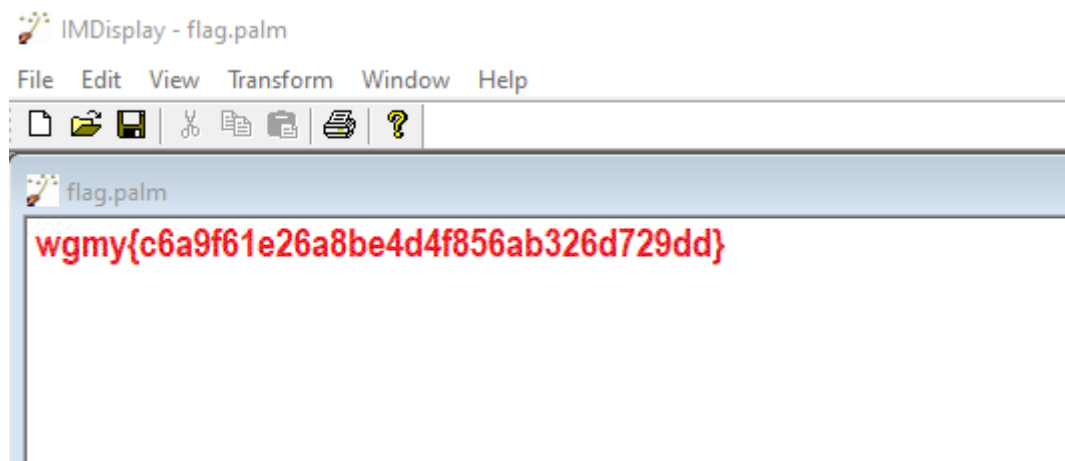 IMDisplay - flag.palm
File Edit View Transform Window Help
flag.palm
wgmy{c6a9f61e26a8be4d4f856ab326d729dd}